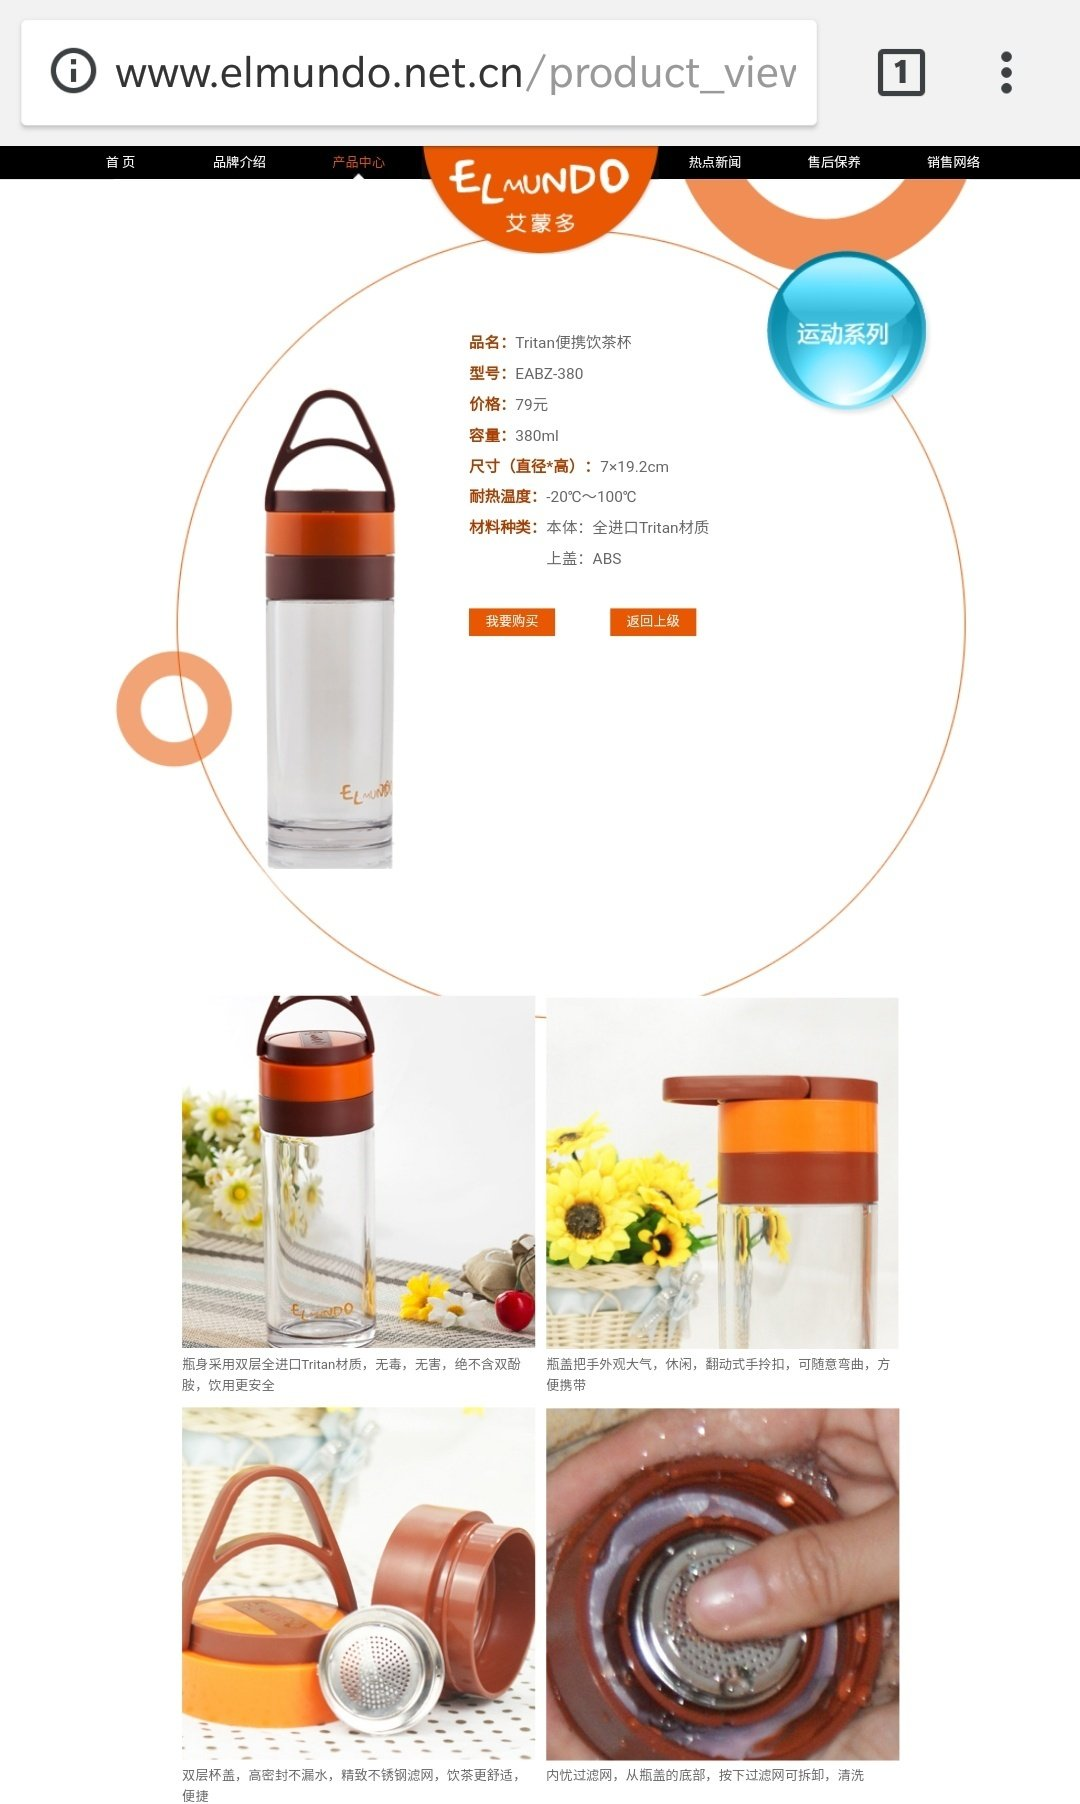 www.elmundo.net.cn/product_view
1
首 页
品牌介绍
产品中心
ELMUNDO
艾蒙多
热点新闻
售后保养
销售网络
运动系列
品名：Tritan便携饮茶杯
型号：EABZ-380
价格：79元
容量：380ml
尺寸（直径*高）：7×19.2cm
耐热温度：-20℃～100℃
材料种类：本体：全进口Tritan材质
上盖：ABS
我要购买
返回上级
ELMUNDO
ELMUNDO
瓶身采用双层全进口Tritan材质，无毒，无害，绝不含双酚
胺，饮用更安全
瓶盖把手外观大气，休闲，翻动式手拎扣，可随意弯曲，方
便携带
双层杯盖，高密封不漏水，精致不锈钢滤网，饮茶更舒适，
便捷
内忧过滤网，从瓶盖的底部，按下过滤网可拆卸，清洗